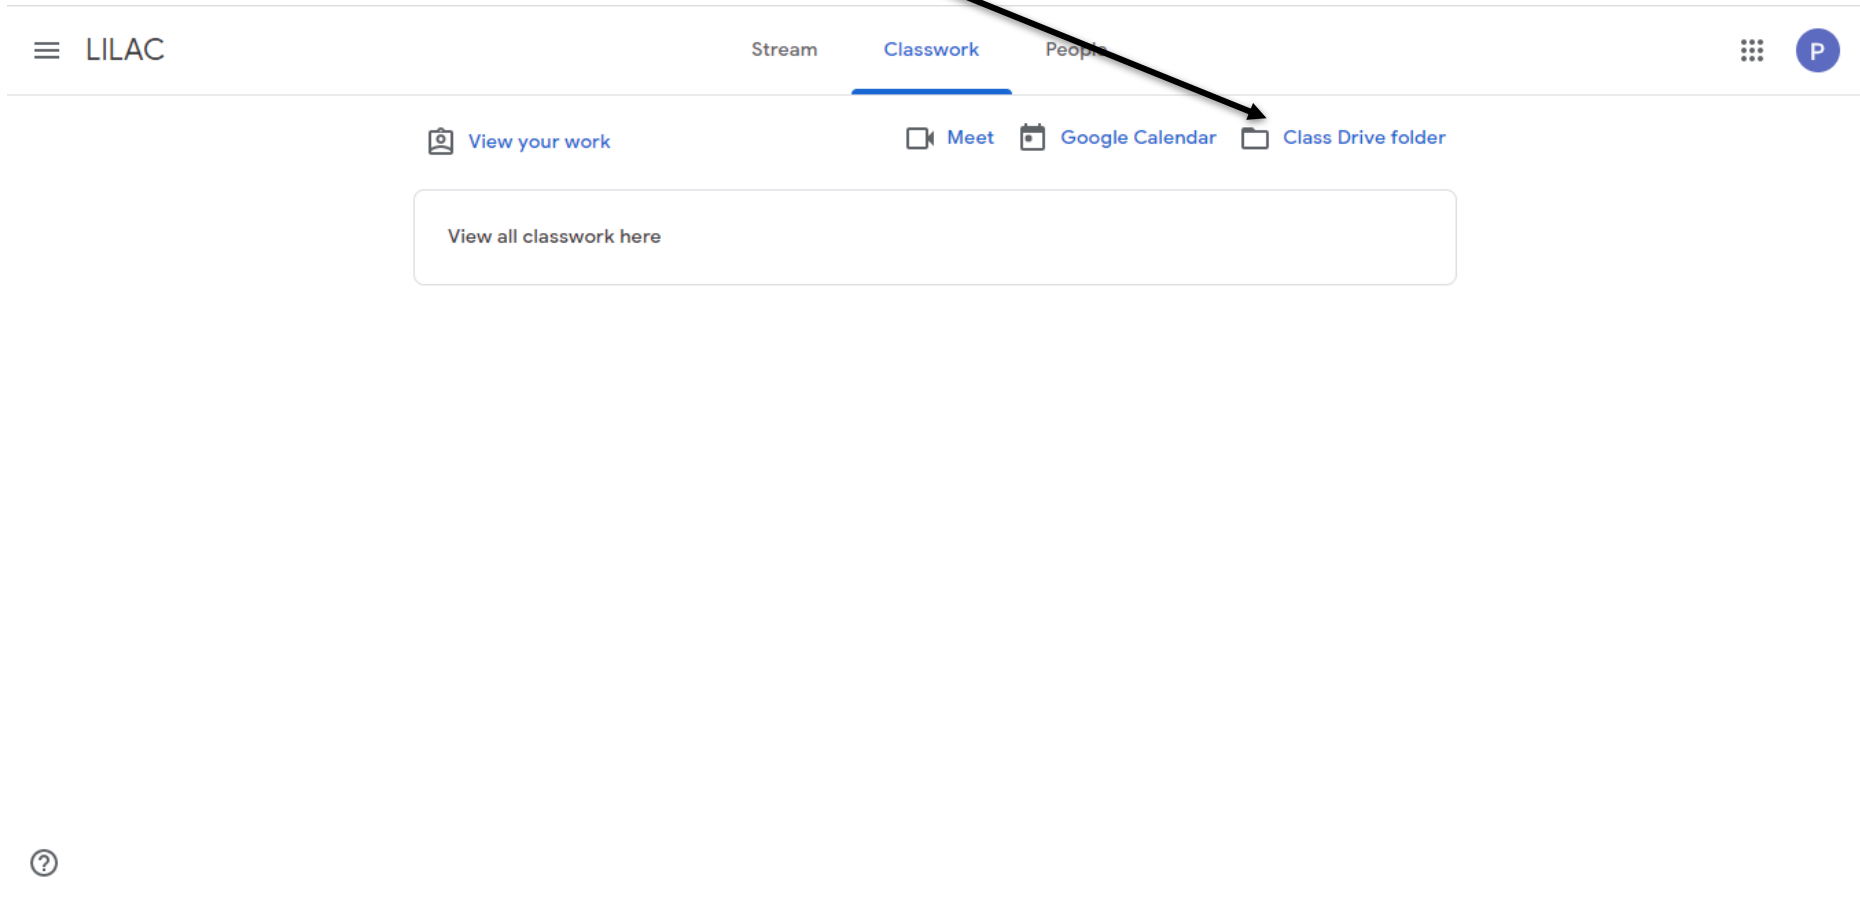 LILAC
Stream Classwork People
P
View your work
Meet Google Calendar Class Drive folder
View all classwork here